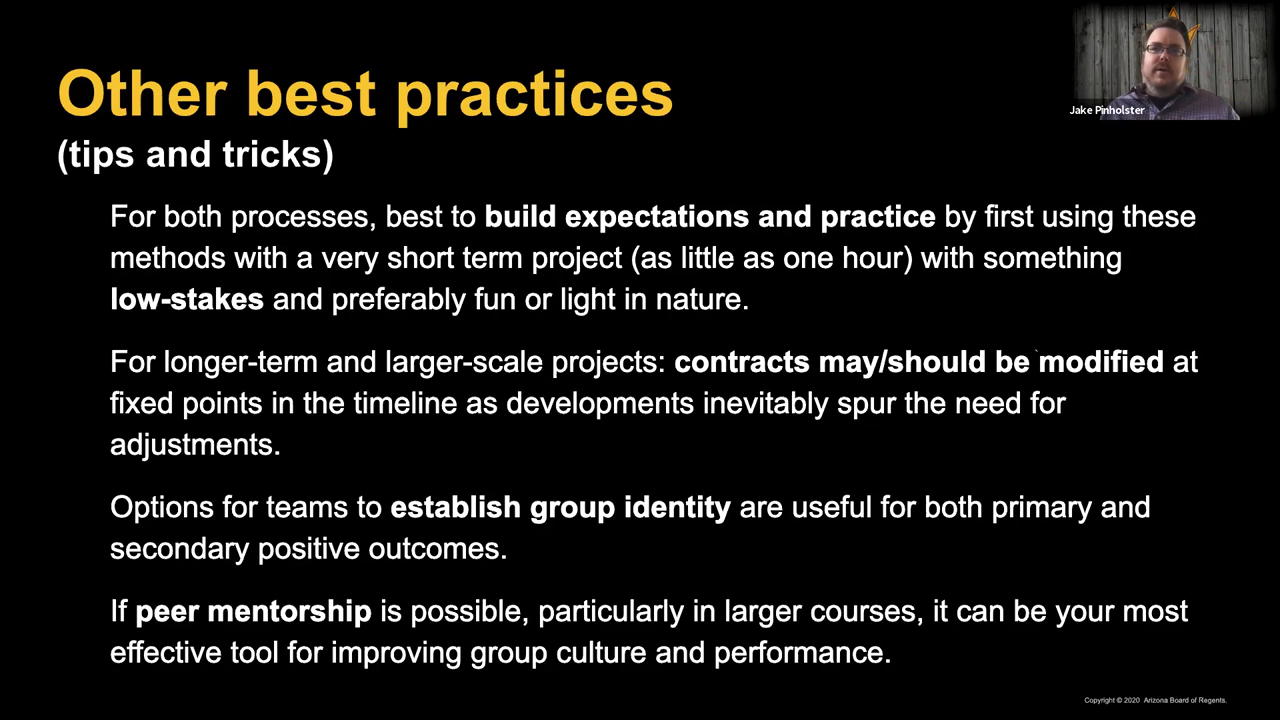 Other best practices
(tips and tricks)
Jake Pinholster
For both processes, best to build expectations and practice by first using these
methods with a very short term project (as little as one hour) with something
low-stakes and preferably fun or light in nature.
For longer-term and larger-scale projects: contracts may/should be modified at
fixed points in the timeline as developments inevitably spur the need for
adjustments.
Options for teams to establish group identity are useful for both primary and
secondary positive outcomes.
If peer mentorship is possible, particularly in larger courses, it can be your most
effective tool for improving group culture and performance.
Copyright © 2020 Arizona Board of Regents.